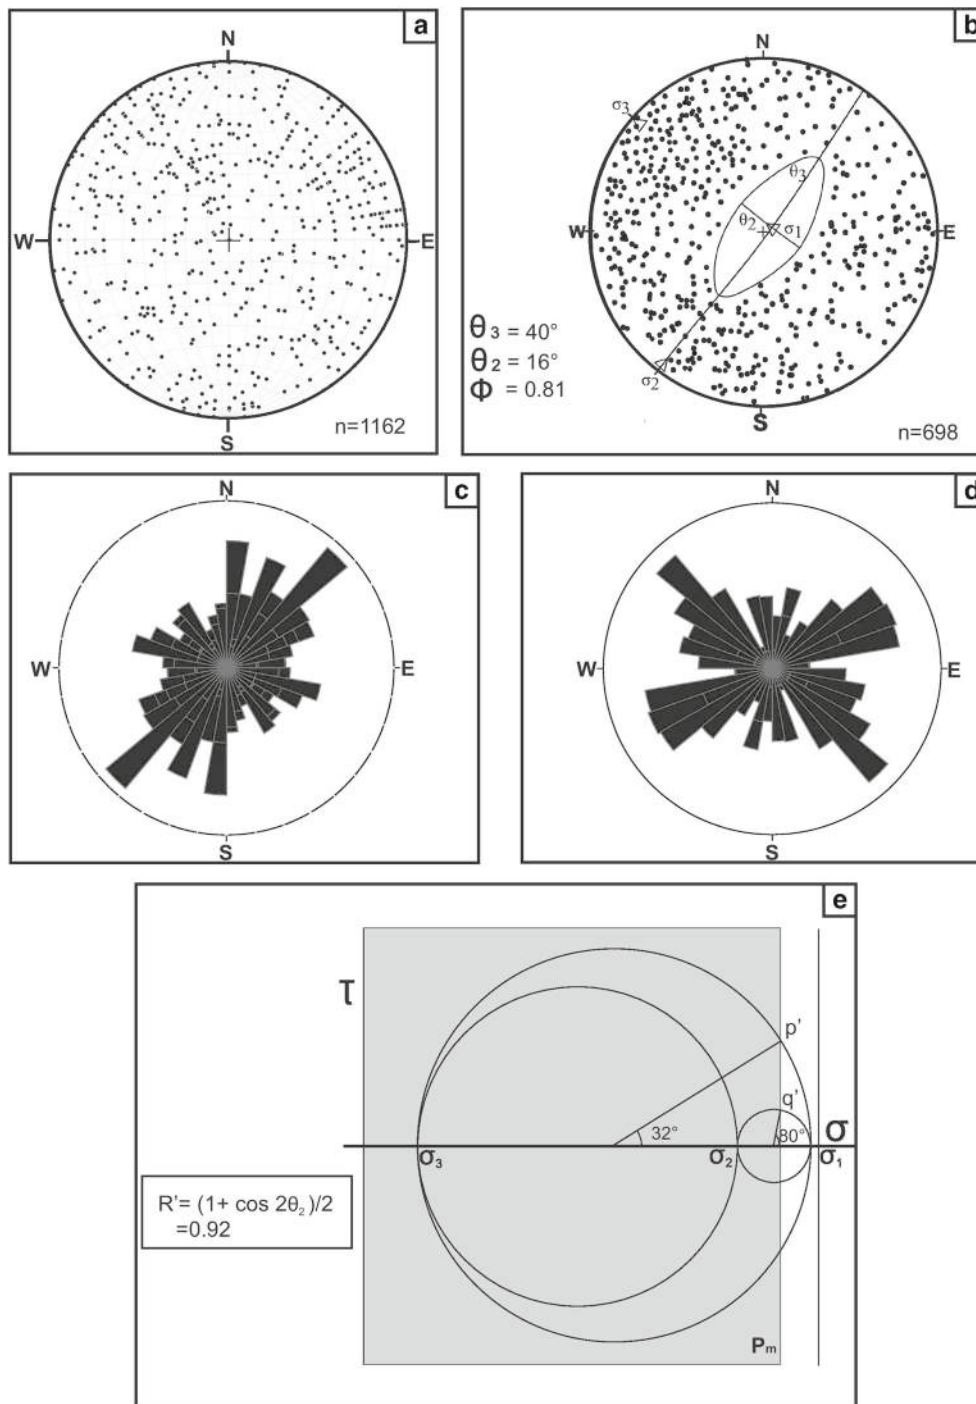 a
N
W
E
S
n=1162
b
N
σ3
θ3
W
θ2
σ1
E
θ3 = 40°
θ2 = 16°
Φ = 0.81
σ2
S
n=698
c
N
W
E
S
d
N
W
E
S
e
τ
p'
q'
32°
80°
σ
σ3
σ2
σ1
R'= (1+ cos 2θ2)/2
=0.92
Pm